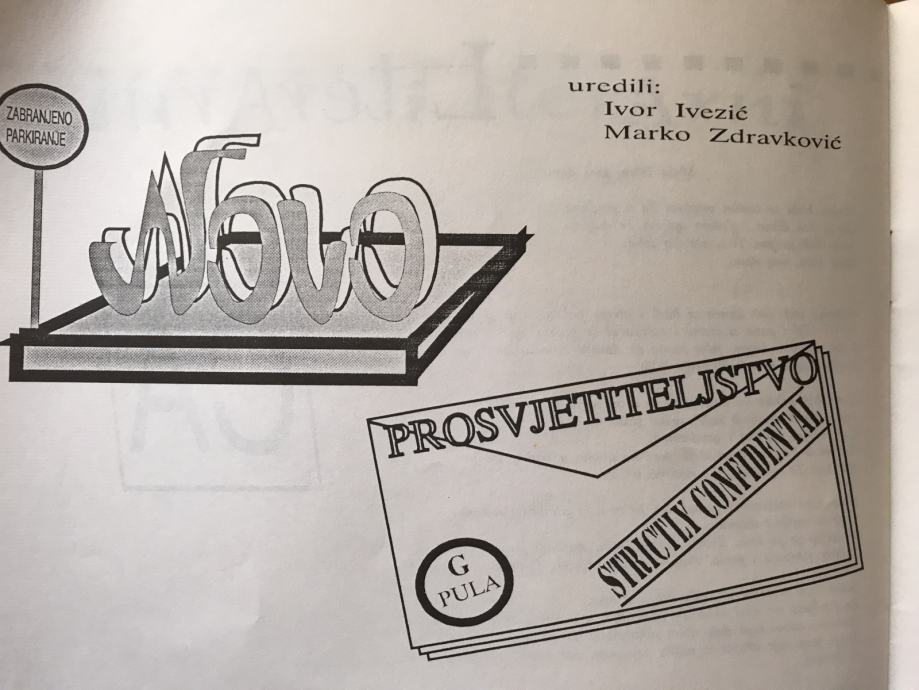 uredili:
Ivor Ivezić
Marko Zdravković
ZABRANJENO
PARKIRANJE
Novo
PROSVJETITELJSTVO
STRICTLY CONFIDENTAL
G
PULA